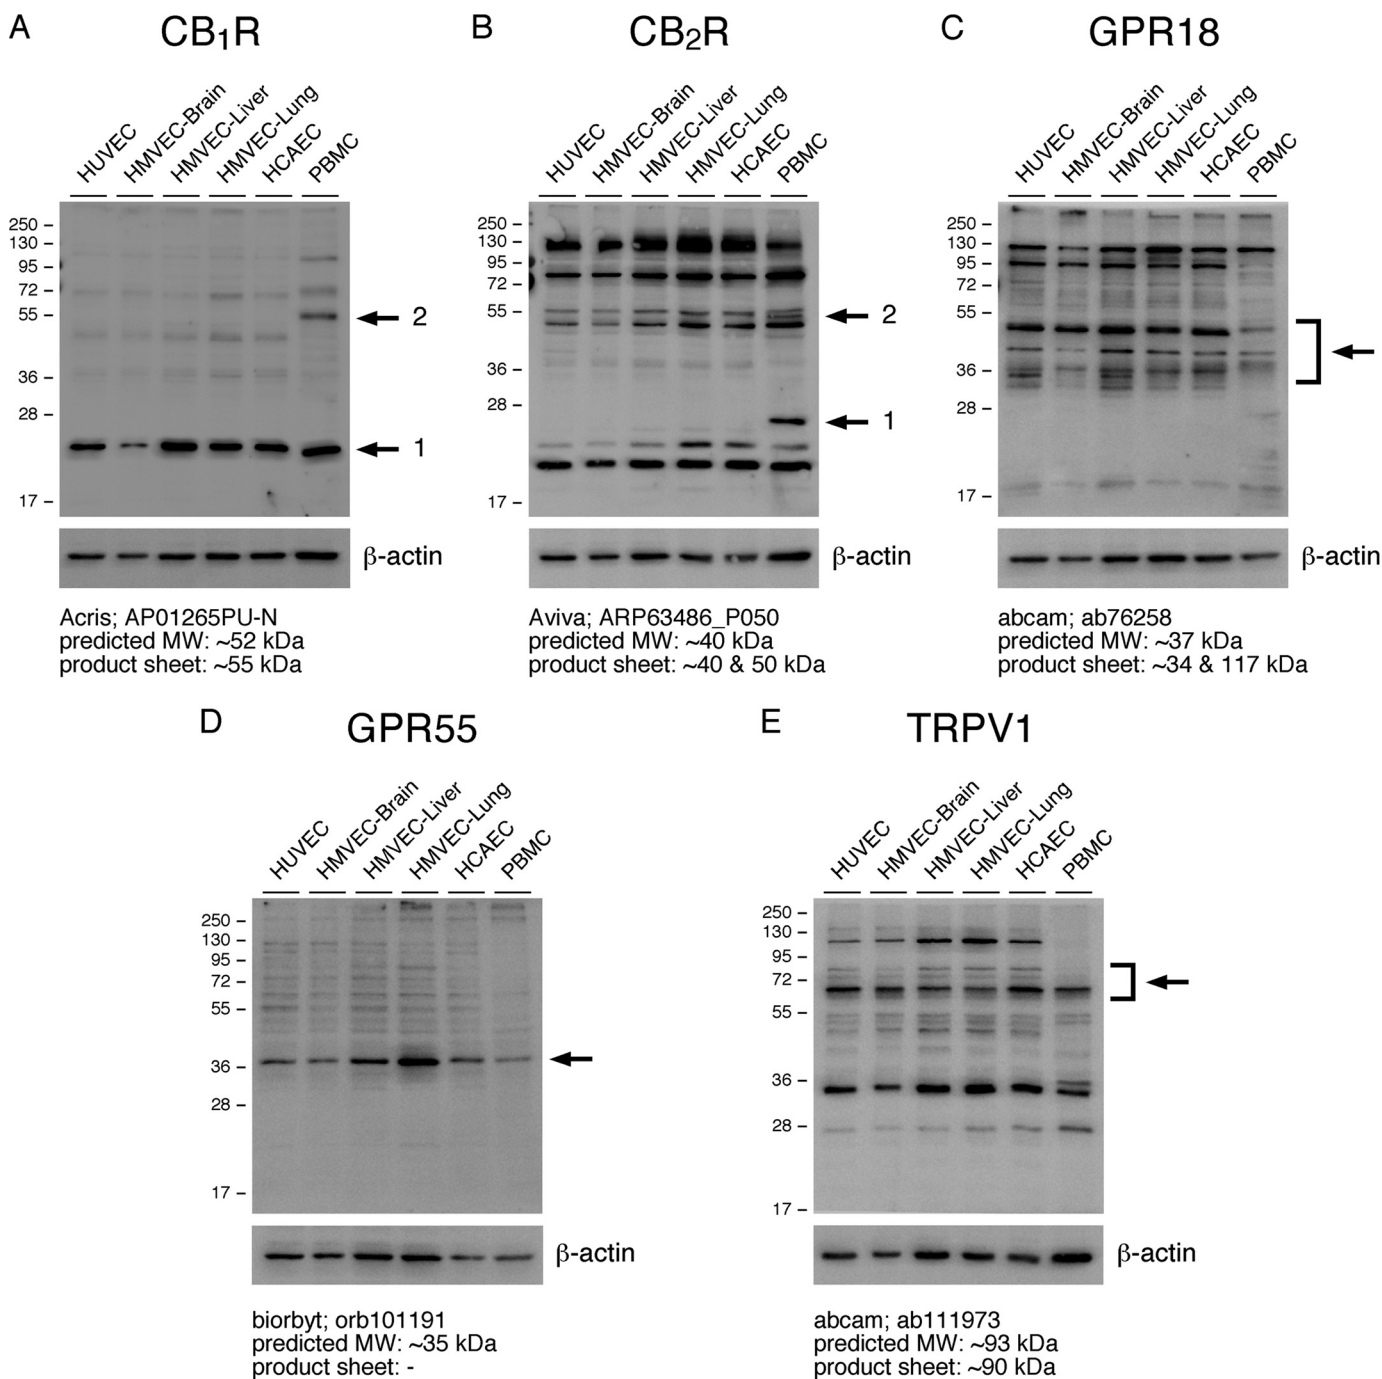 A
CB₁R
HUVEC
HMVEC-Brain
HMVEC-Liver
HMVEC-Lung
HCAEC
PBMC
250
130
95
72
55
36
28
17
2
1
β-actin
Acris; AP01265PU-N
predicted MW: ~52 kDa
product sheet: ~55 kDa
B
CB₂R
HUVEC
HMVEC-Brain
HMVEC-Liver
HMVEC-Lung
HCAEC
PBMC
250
130
95
72
55
36
28
17
2
1
β-actin
Aviva; ARP63486_P050
predicted MW: ~40 kDa
product sheet: ~40 & 50 kDa
C
GPR18
HUVEC
HMVEC-Brain
HMVEC-Liver
HMVEC-Lung
HCAEC
PBMC
250
130
95
72
55
36
28
17
β-actin
abcam; ab76258
predicted MW: ~37 kDa
product sheet: ~34 & 117 kDa
D
GPR55
HUVEC
HMVEC-Brain
HMVEC-Liver
HMVEC-Lung
HCAEC
PBMC
250
130
95
72
55
36
28
17
β-actin
biorbyt; orb101191
predicted MW: ~35 kDa
product sheet: -
E
TRPV1
HUVEC
HMVEC-Brain
HMVEC-Liver
HMVEC-Lung
HCAEC
PBMC
250
130
95
72
55
36
28
17
β-actin
abcam; ab111973
predicted MW: ~93 kDa
product sheet: ~90 kDa